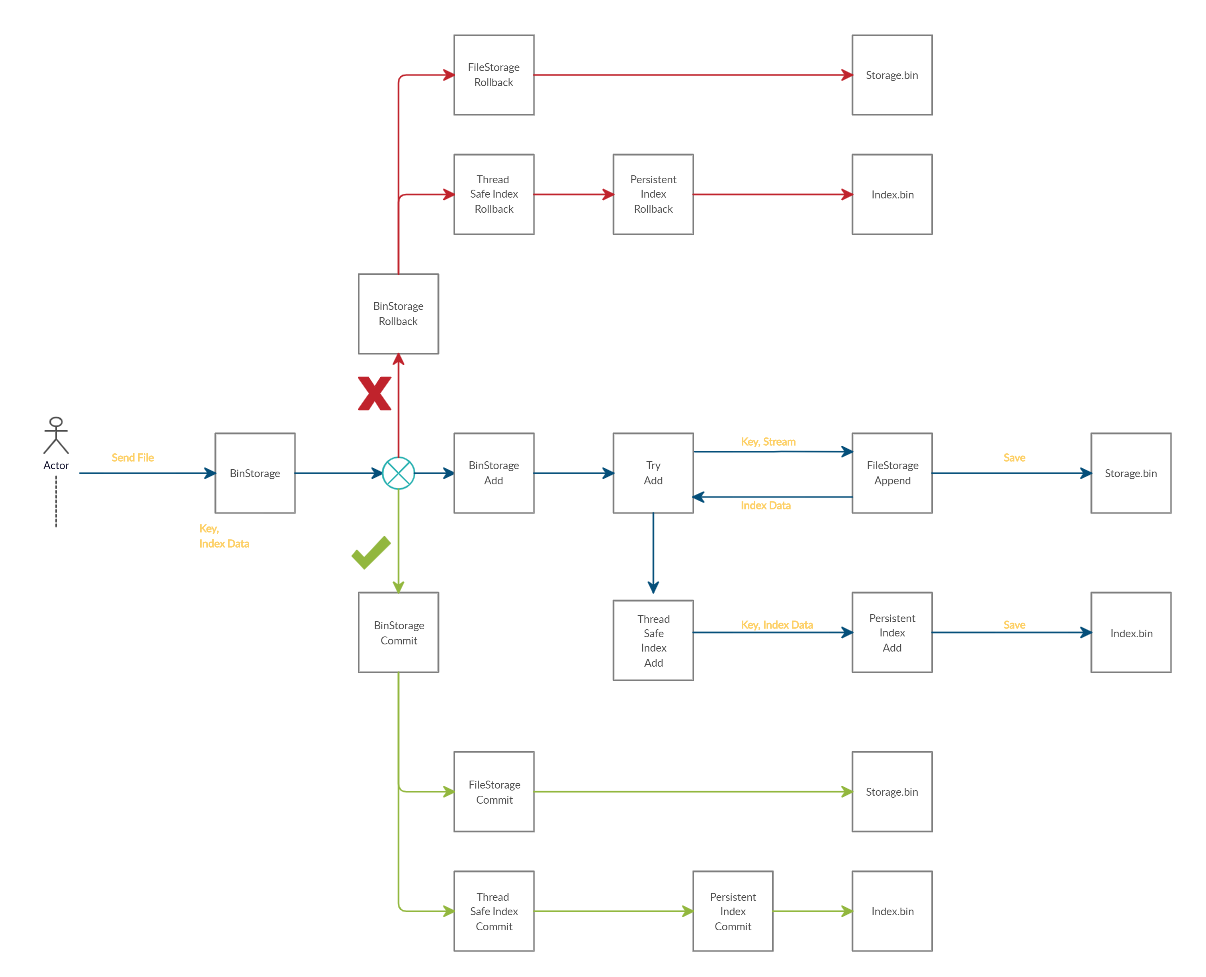 FileStorage
Rollback
Storage.bin
Thread
Safe Index
Rollback
Persistent
Index
Rollback
Index.bin
BinStorage
Rollback
Actor
Send File
BinStorage
Key,
Index Data
BinStorage
Add
Try
Add
Key, Stream
Index Data
FileStorage
Append
Save
Storage.bin
BinStorage
Commit
Thread
Safe
Index
Add
Key, Index Data
Persistent
Index
Add
Save
Index.bin
FileStorage
Commit
Storage.bin
Thread
Safe Index
Commit
Persistent
Index
Commit
Index.bin